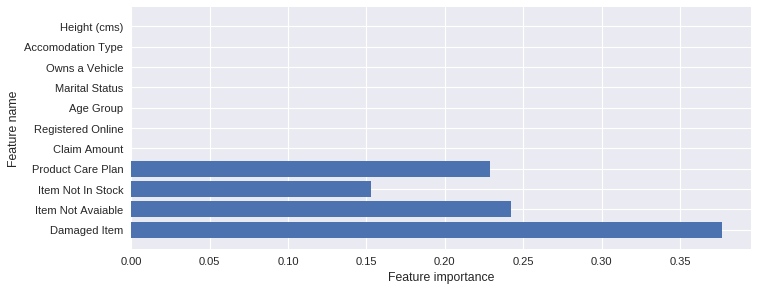 Height (cms)
Accomodation Type
Owns a Vehicle
Marital Status
Age Group
Registered Online
Claim Amount
Product Care Plan
Item Not In Stock
Item Not Avaiable
Damaged Item
Feature name
0.00 0.05 0.10 0.15 0.20 0.25 0.30 0.35
Feature importance